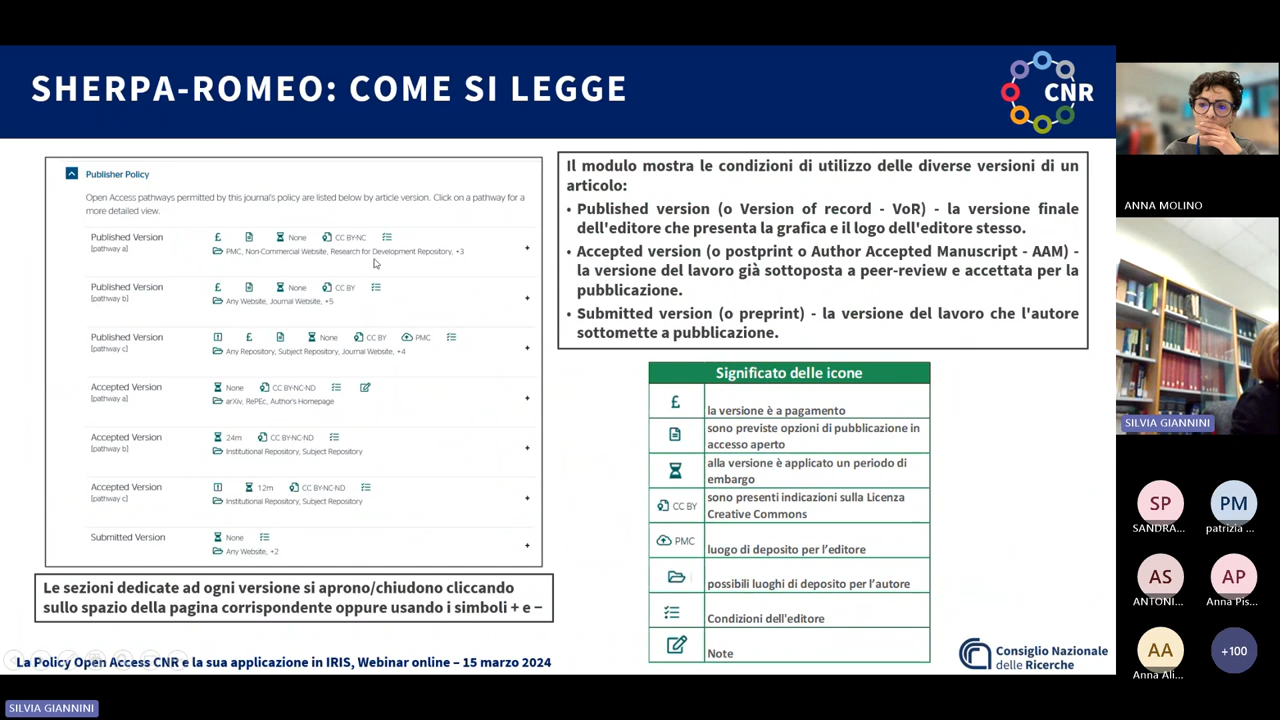 SHERPA-ROMEO: COME SI LEGGE
CNR
Publisher Policy
Open Access pathways permitted by this journal's policy are listed below by article version. Click on a pathway for a
more detailed view.
Published Version
[pathway a]
£ None CC BY-NC
PMC, Non-Commercial Website, Research for Development Repository, +3
+
Published Version
[pathway b]
£ None CC BY
Any Website, Journal Website, +5
+
Published Version
[pathway c]
£ None CC BY PMC
Any Repository, Subject Repository, Journal Website, +4
+
Accepted Version
[pathway a]
None CC BY-NC-ND
arXiv, RePEc, Author's Homepage
+
Accepted Version
[pathway b]
24m CC BY-NC-ND
Institutional Repository, Subject Repository
+
Accepted Version
[pathway c]
12m CC BY-NC-ND
Institutional Repository, Subject Repository
+
Submitted Version
None
Any Website, +2
+
Le sezioni dedicate ad ogni versione si aprono/chiudono cliccando
sullo spazio della pagina corrispondente oppure usando i simboli + e −
Il modulo mostra le condizioni di utilizzo delle diverse versioni di un
articolo:
• Published version (o Version of record - VoR) - la versione finale
dell'editore che presenta la grafica e il logo dell'editore stesso.
• Accepted version (o postprint o Author Accepted Manuscript - AAM) -
la versione del lavoro già sottoposta a peer-review e accettata per la
pubblicazione.
• Submitted version (o preprint) - la versione del lavoro che l'autore
sottomette a pubblicazione.
Significato delle icone
£ la versione è a pagamento
sono previste opzioni di pubblicazione in
accesso aperto
alla versione è applicato un periodo di
embargo
CC BY sono presenti indicazioni sulla Licenza
Creative Commons
PMC luogo di deposito per l’editore
possibili luoghi di deposito per l’autore
Condizioni dell'editore
Note
La Policy Open Access CNR e la sua applicazione in IRIS, Webinar online – 15 marzo 2024
Consiglio Nazionale
delle Ricerche
SILVIA GIANNINI
ANNA MOLINO
SILVIA GIANNINI
SP
SANDRA...
PM
patrizia ...
AS
ANTONI...
AP
Anna Pis...
AA
Anna Ali...
+100